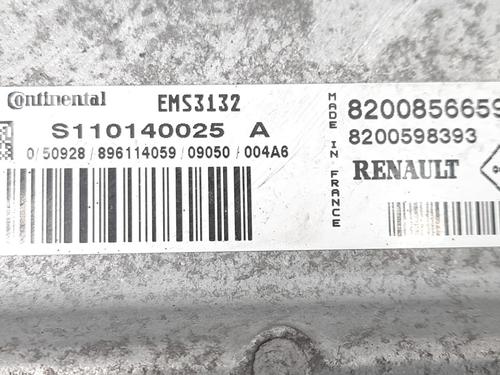 Continental EMS3132
S110140025 A
0/50928/896114059/09050/004A6
MADE IN FRANCE
8200856659
8200598393
RENAULT